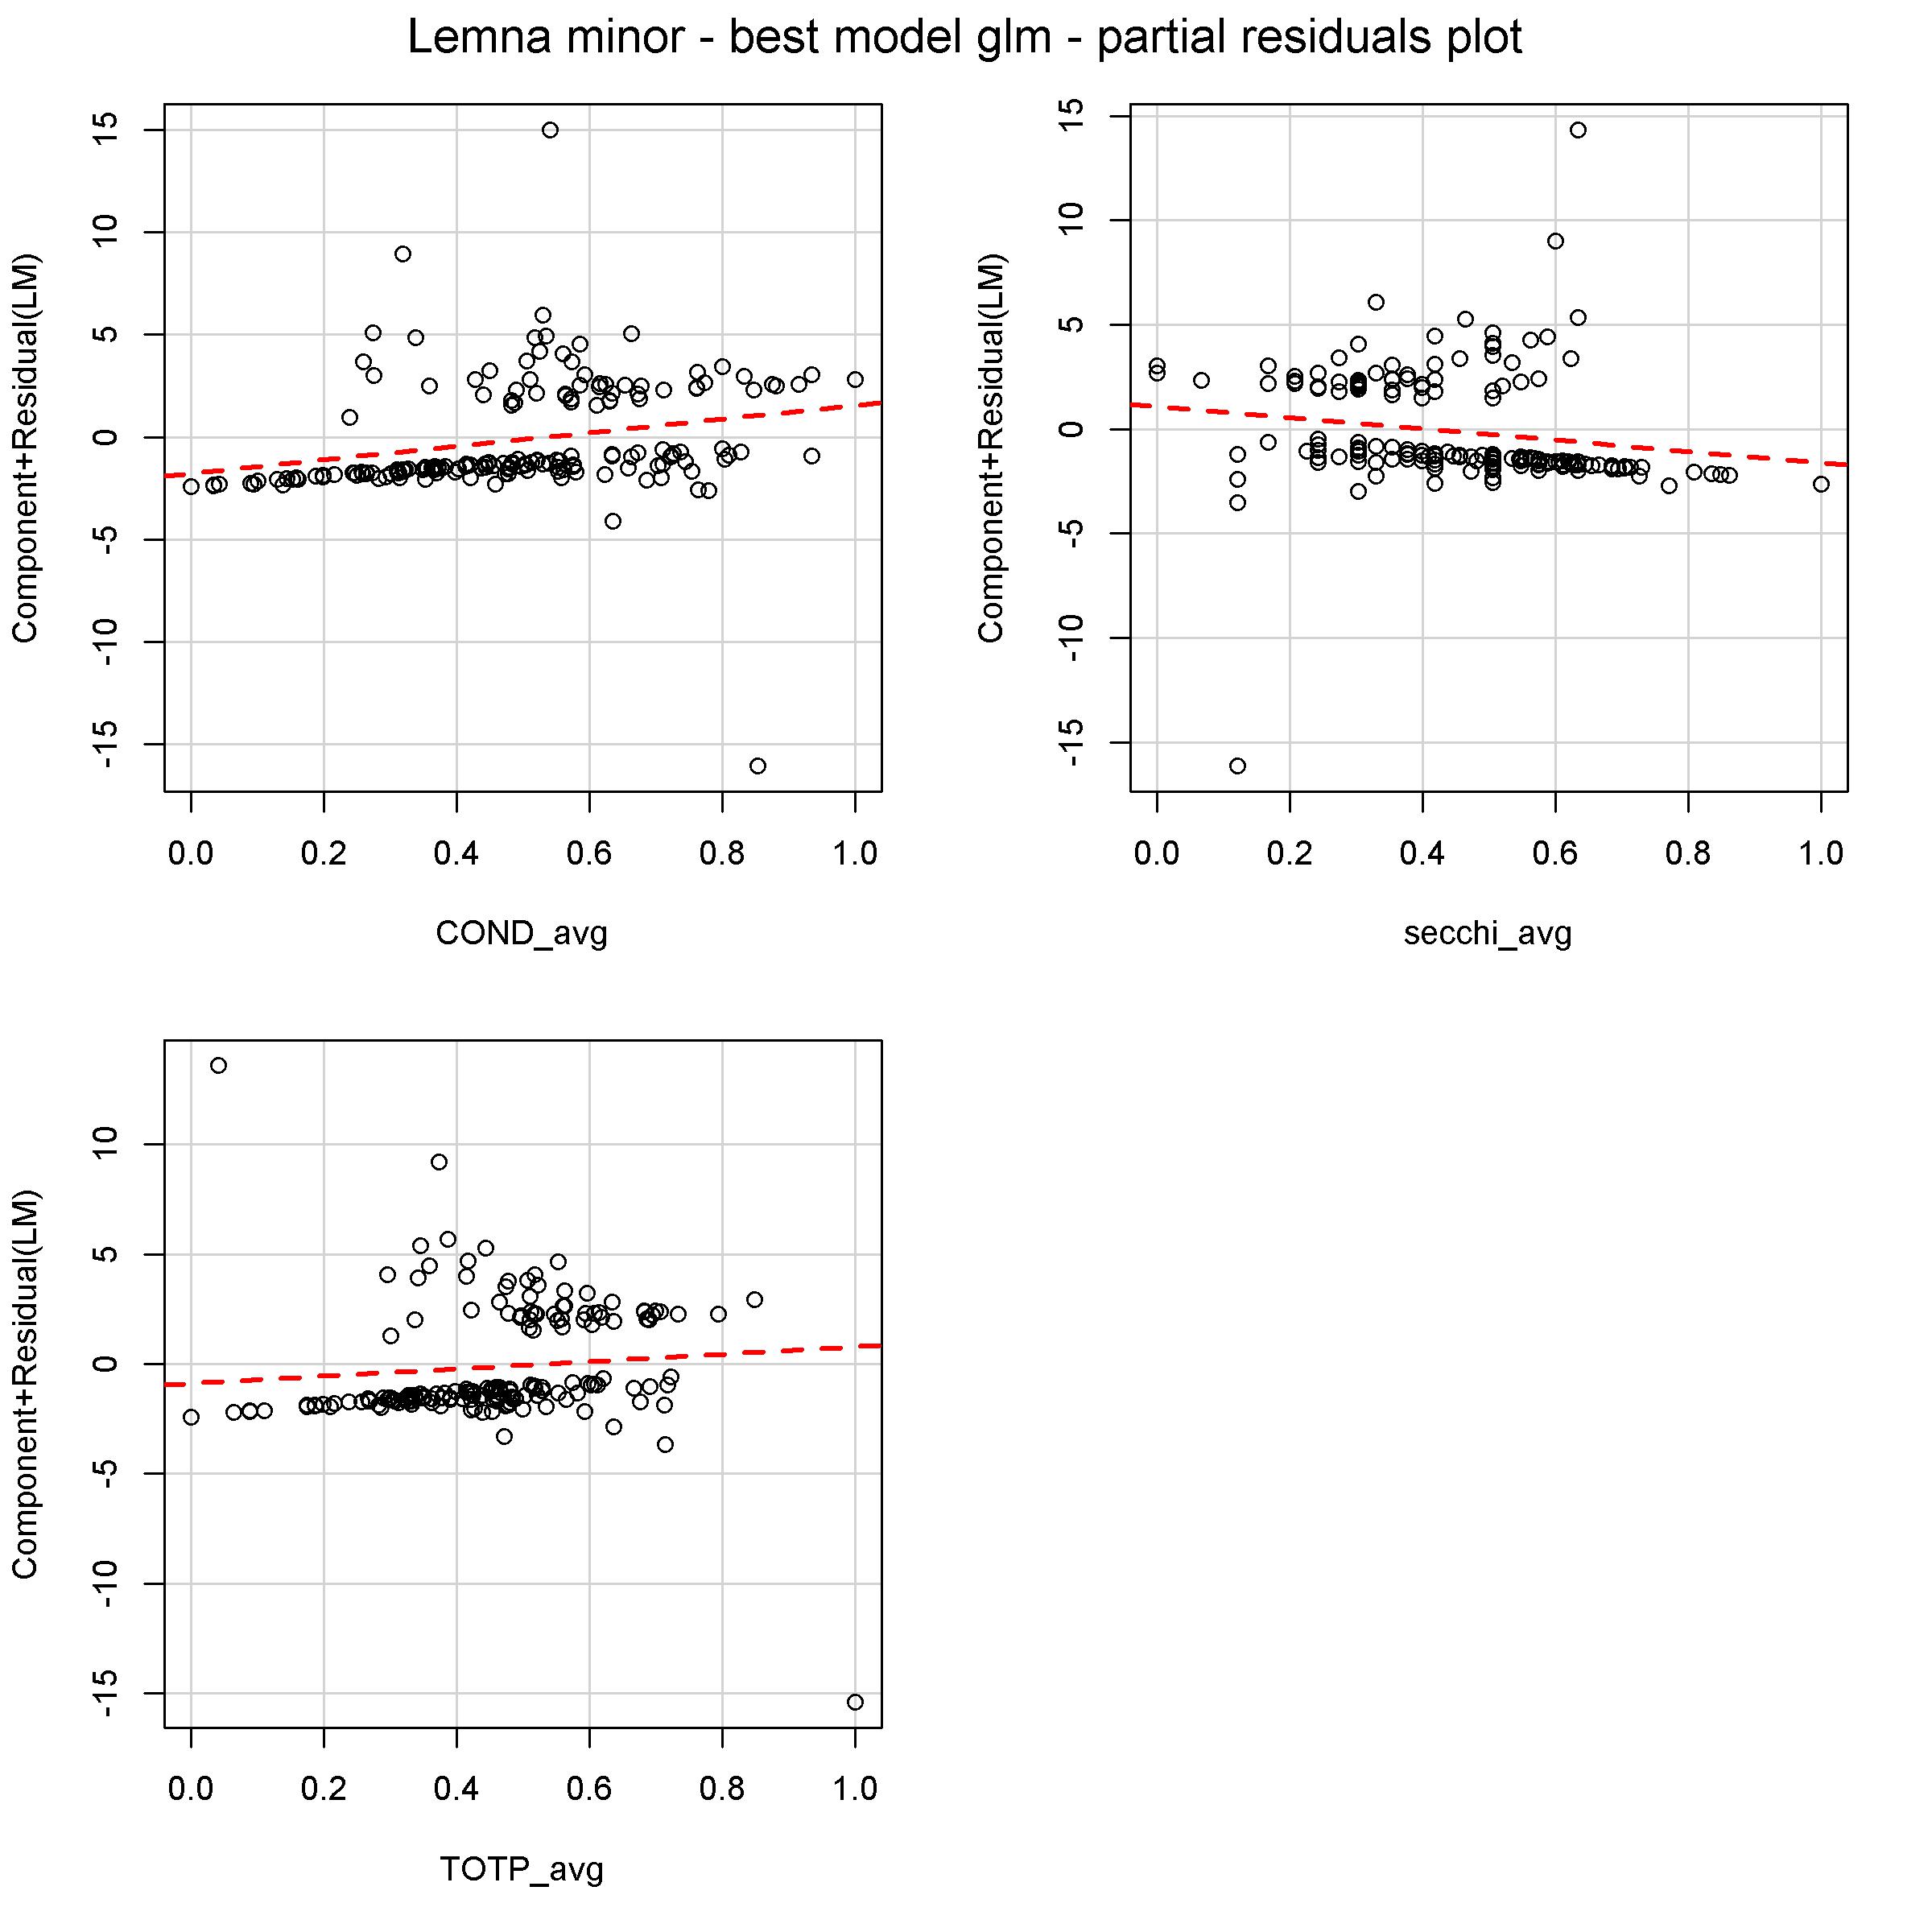 Lemna minor - best model glm - partial residuals plot
Component+Residual(LM)
15
10
5
0
-5
-10
-15
0.0 0.2 0.4 0.6 0.8 1.0
COND_avg
Component+Residual(LM)
15
10
5
0
-5
-10
-15
0.0 0.2 0.4 0.6 0.8 1.0
secchi_avg
Component+Residual(LM)
10
5
0
-5
-10
-15
0.0 0.2 0.4 0.6 0.8 1.0
TOTP_avg